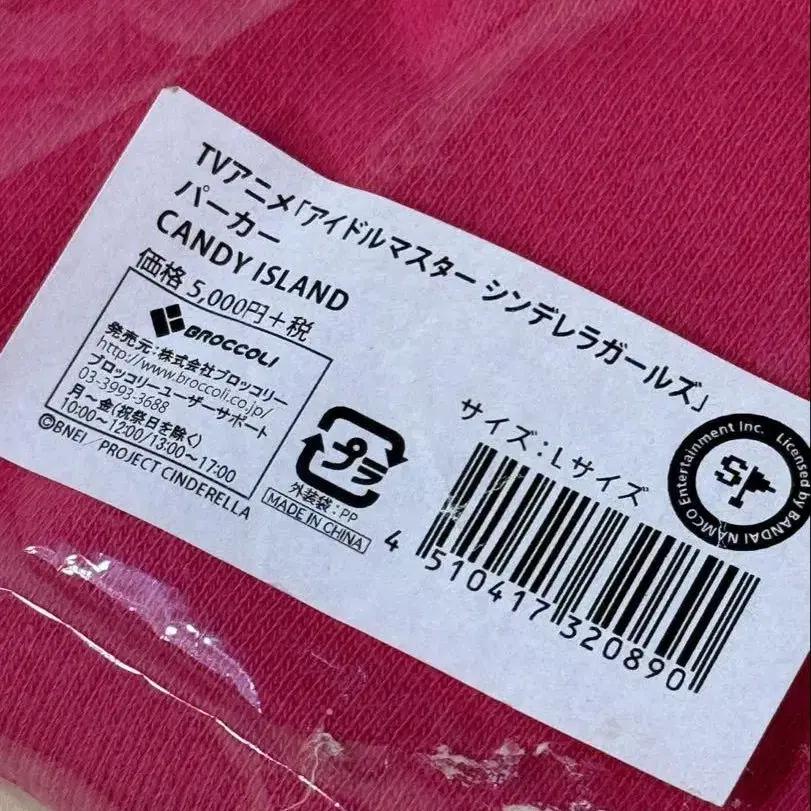 TVアニメ「アイドルマスター シンデレラガールズ」
パーカー
CANDY ISLAND
価格 5,000円+税
BROCCOLI
発売元:株式会社ブロッコリー
http://www.broccoli.co.jp/
ブロッコリーユーザーサポート
03-3993-3688
月～金(祝祭日を除く)
10:00～12:00/13:00～17:00
©BNEI／PROJECT CINDERELLA
プラ
外装袋:PP
MADE IN CHINA
サイズ:Lサイズ
4 510417 320890
Licensed by BANDAI NAMCO Entertainment Inc.